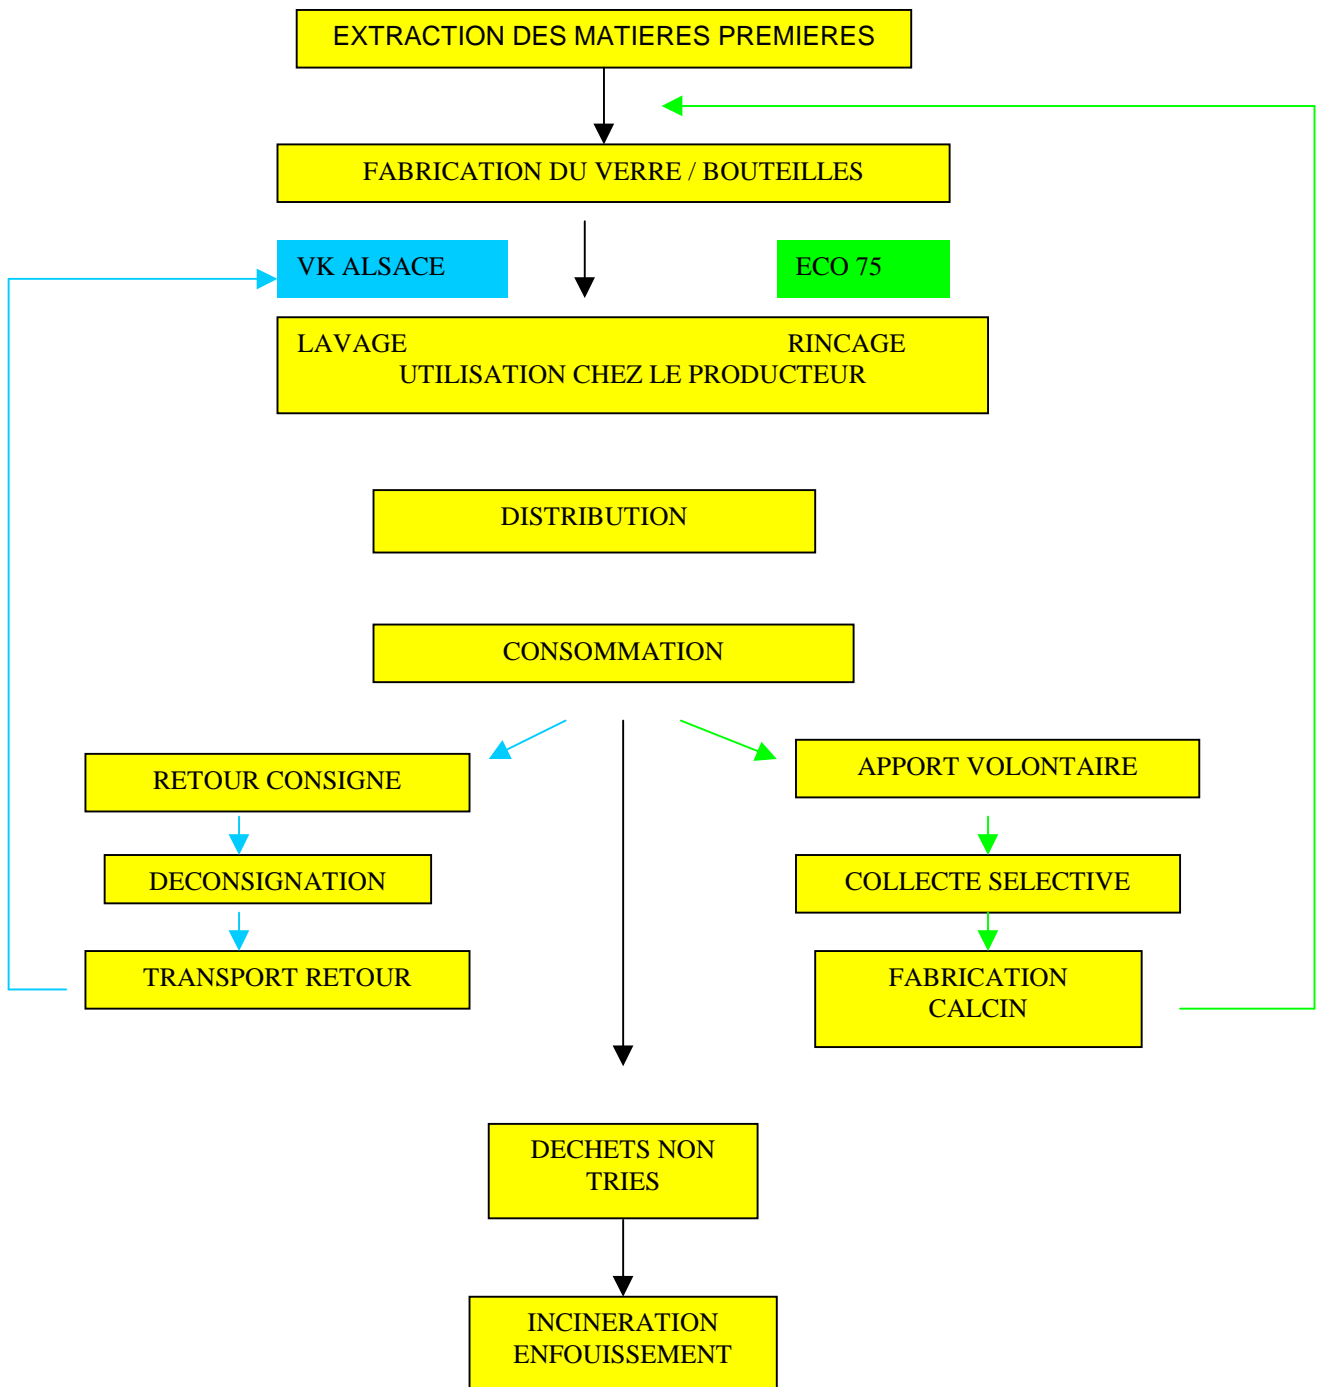 EXTRACTION DES MATIERES PREMIERES
FABRICATION DU VERRE / BOUTEILLES
VK ALSACE
ECO 75
LAVAGE RINCAGE
UTILISATION CHEZ LE PRODUCTEUR
DISTRIBUTION
CONSOMMATION
RETOUR CONSIGNE
APPORT VOLONTAIRE
DECONSIGNATION
COLLECTE SELECTIVE
TRANSPORT RETOUR
FABRICATION
CALCIN
DECHETS NON
TRIES
INCINERATION
ENFOUISSEMENT